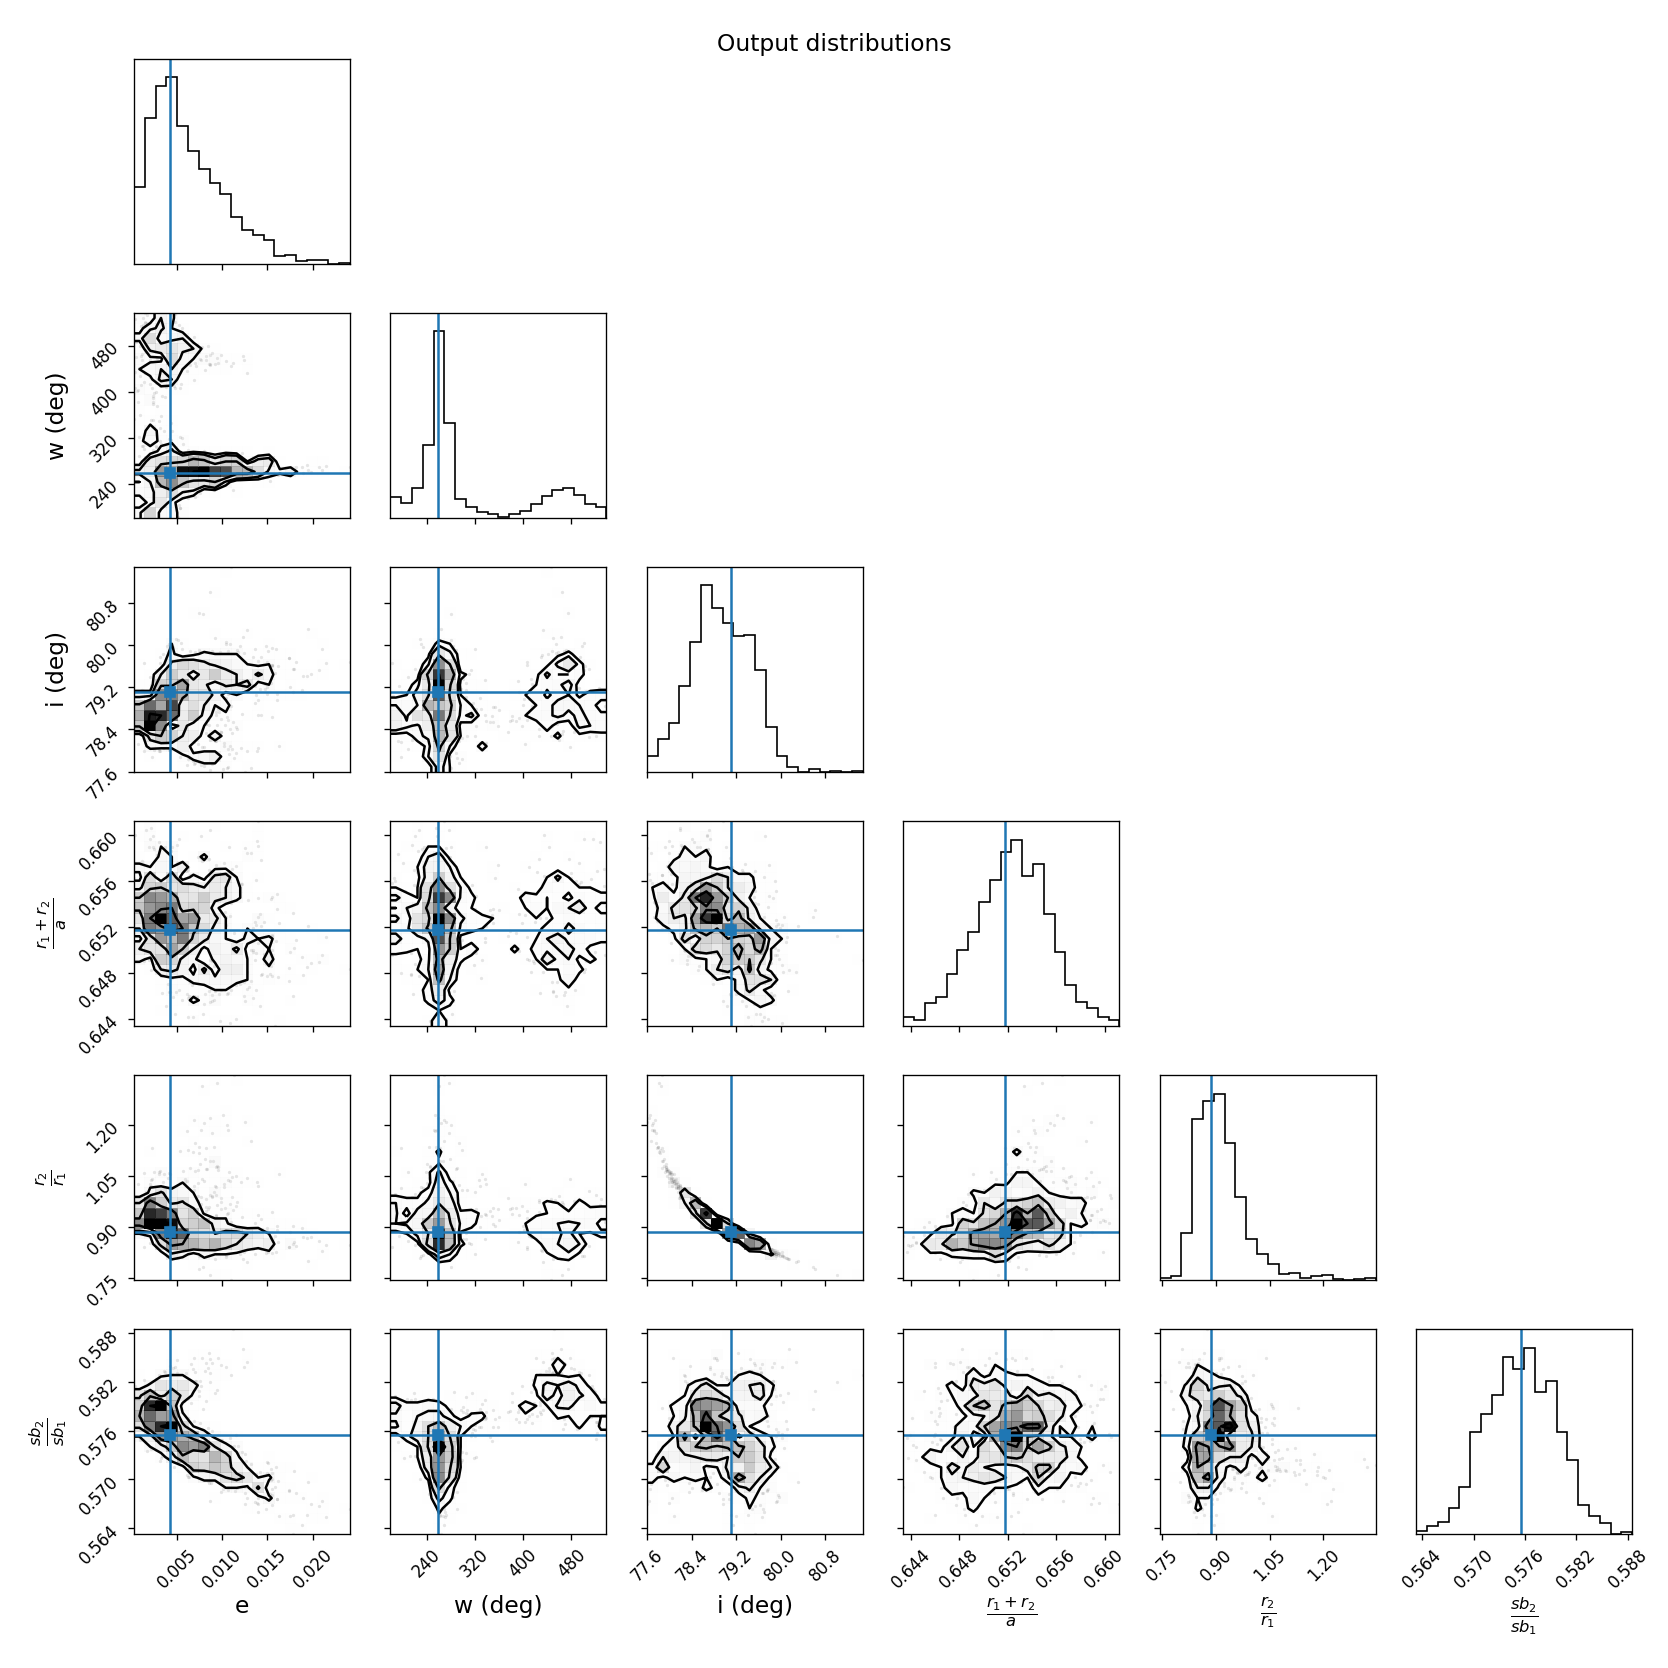 Output distributions
w (deg)
480
400
320
240
i (deg)
80.8
80.0
79.2
78.4
77.6
r₁ + r₂
a
0.660
0.656
0.652
0.648
0.644
r₂
r₁
1.20
1.05
0.90
0.75
sb₂
sb₁
0.588
0.582
0.576
0.570
0.564
0.005 0.010 0.015 0.020 240 320 400 480 77.6 78.4 79.2 80.0 80.8 0.644 0.648 0.652 0.656 0.660 0.75 0.90 1.05 1.20 0.564 0.570 0.576 0.582 0.588
e w (deg) i (deg) r₁ + r₂ r₂ sb₂
a r₁ sb₁